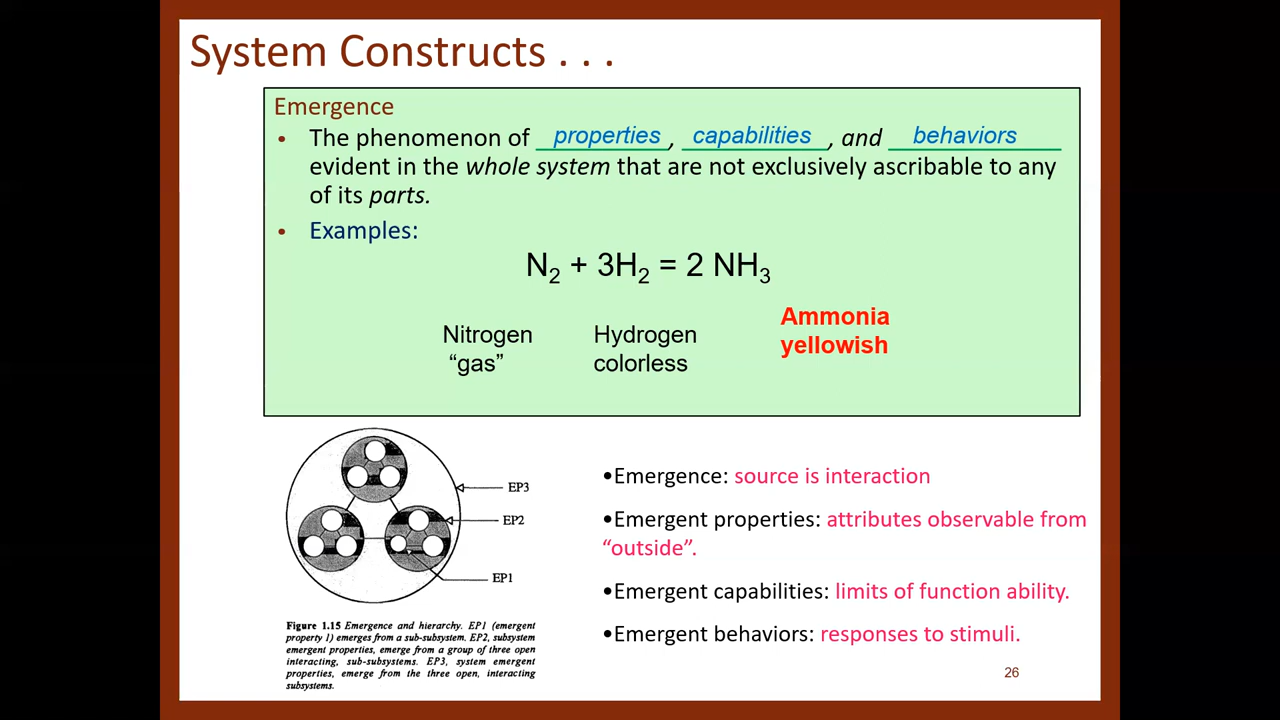 System Constructs . . .
Emergence
• The phenomenon of properties, capabilities, and behaviors
evident in the whole system that are not exclusively ascribable to any
of its parts.
• Examples:
N₂ + 3H₂ = 2 NH₃
Nitrogen
“gas”
Hydrogen
colorless
Ammonia
yellowish
EP3
EP2
EP1
Figure 1.15 Emergence and hierarchy. EP1 (emergent
property 1) emerges from a sub-subsystem. EP2, subsystem
emergent properties, emerge from a group of three open
interacting, sub-subsystems. EP3, system emergent
properties, emerge from the three open, interacting
subsystems.
•Emergence: source is interaction
•Emergent properties: attributes observable from
“outside”.
•Emergent capabilities: limits of function ability.
•Emergent behaviors: responses to stimuli.
26